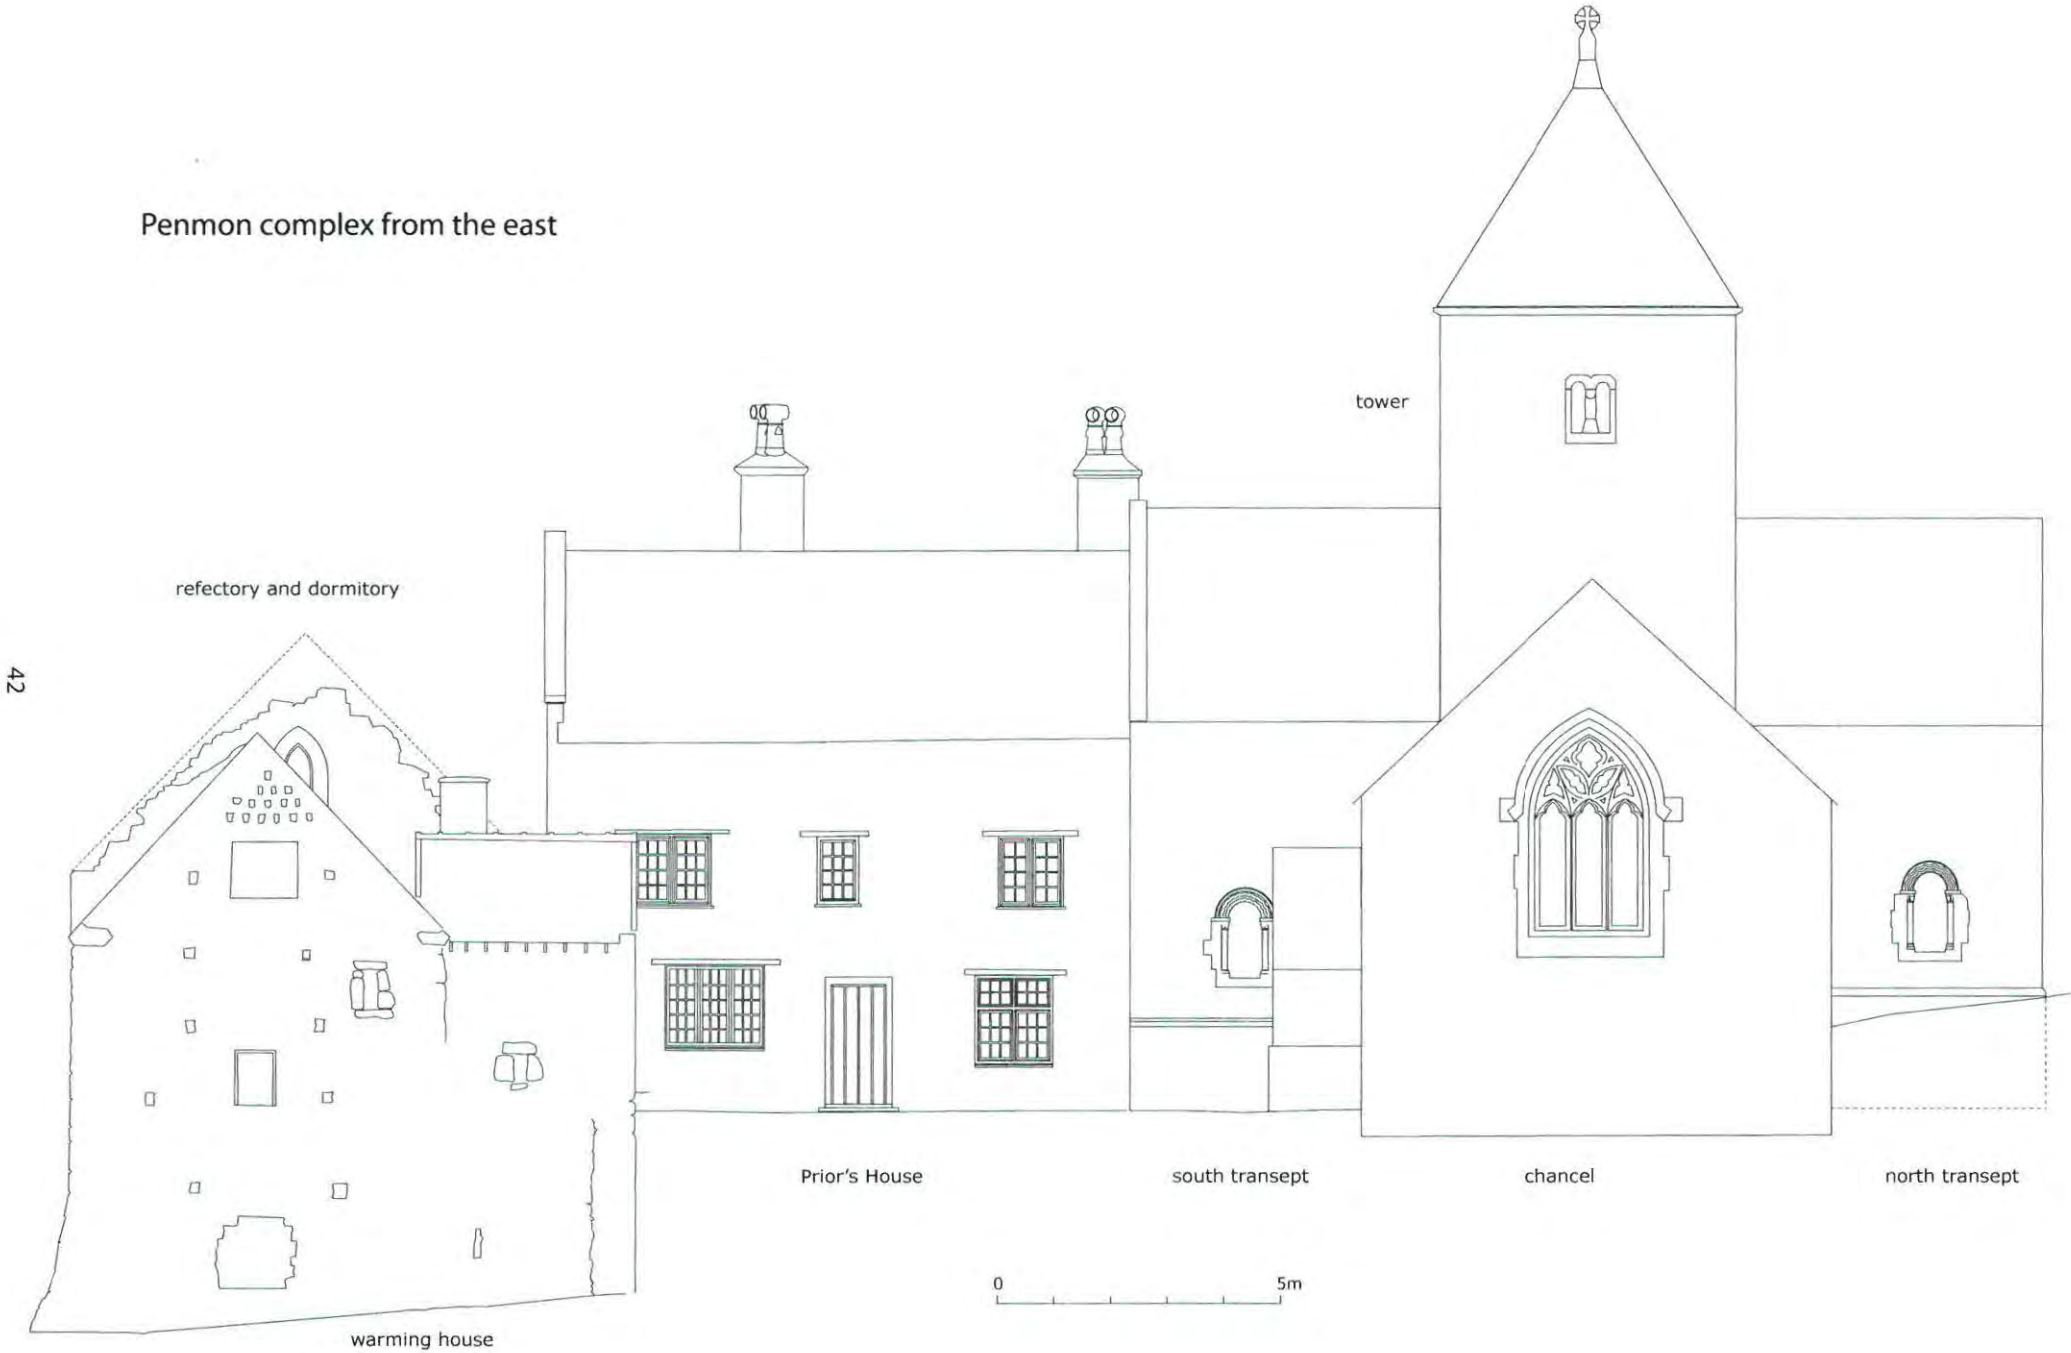 Penmon complex from the east
tower
refectory and dormitory
42
Prior's House
south transept
chancel
north transept
0
5m
warming house